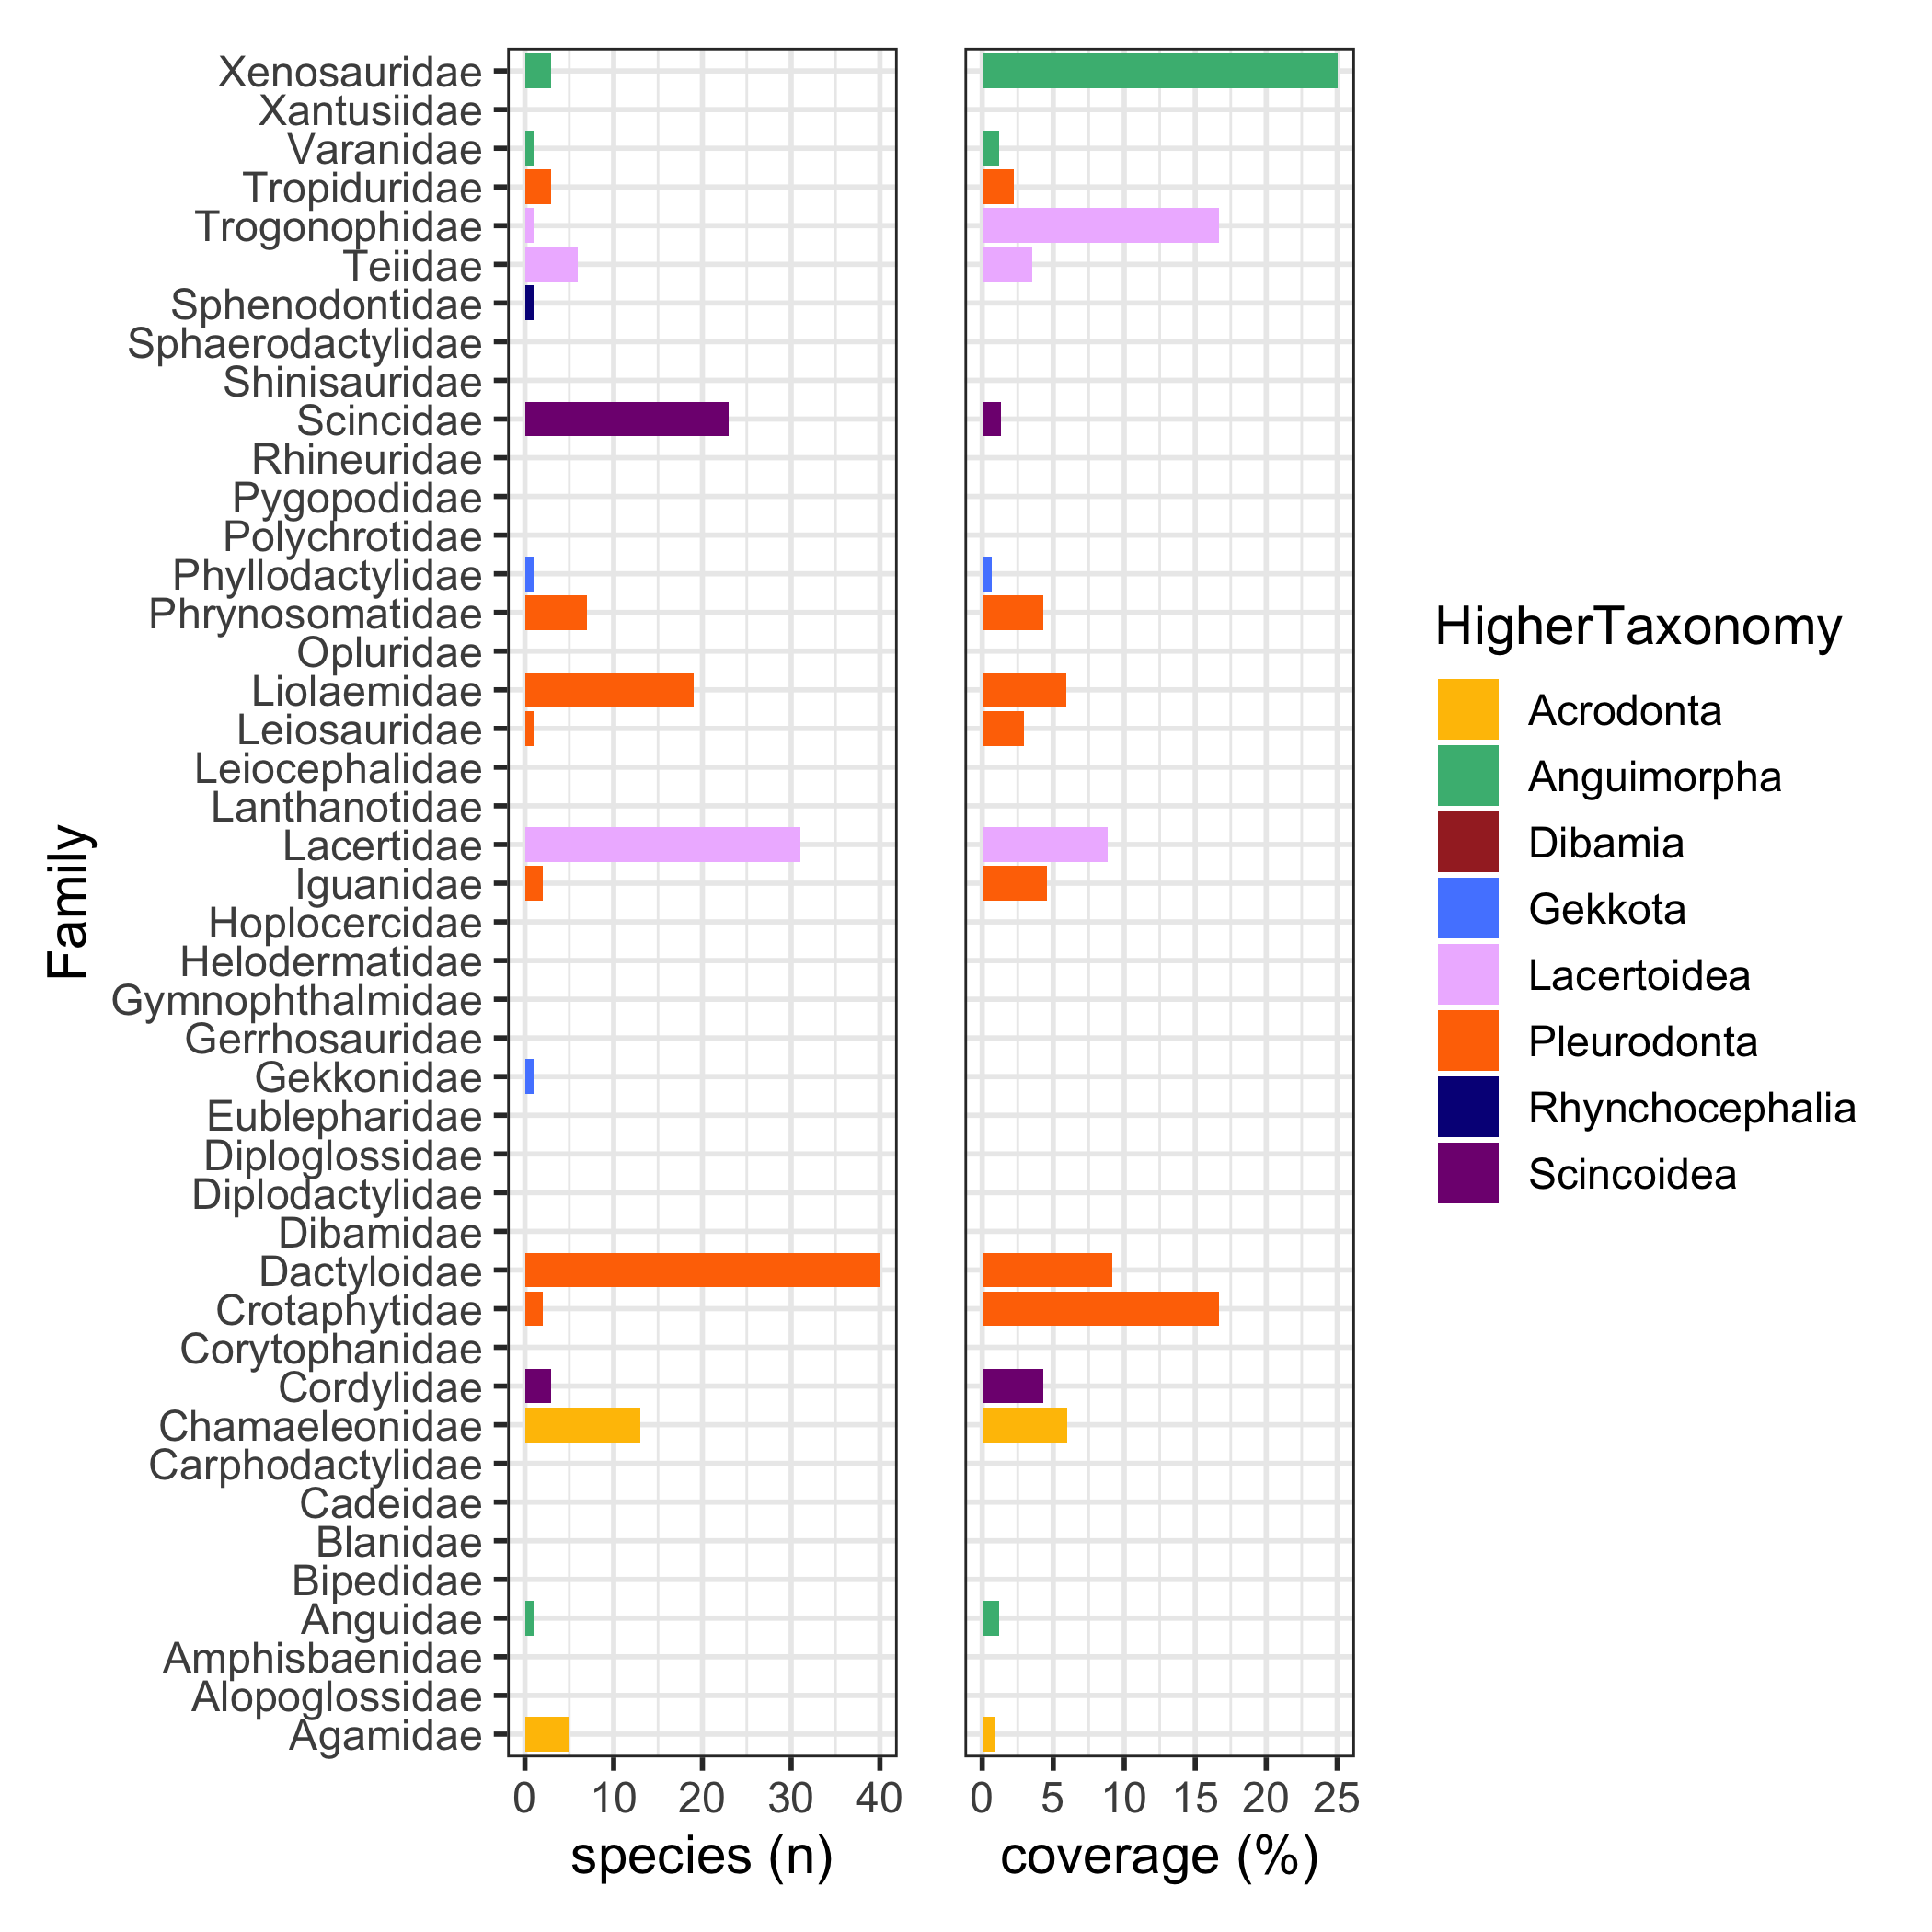 Xenosauridae
Xantusiidae
Varanidae
Tropiduridae
Trogonophidae
Teiidae
Sphenodontidae
Sphaerodactylidae
Shinisauridae
Scincidae
Rhineuridae
Pygopodidae
Polychrotidae
Phyllodactylidae
Phrynosomatidae
Opluridae
Liolaemidae
Leiosauridae
Leiocephalidae
Lanthanotidae
Lacertidae
Iguanidae
Hoplocercidae
Helodermatidae
Gymnophthalmidae
Gerrhosauridae
Gekkonidae
Eublepharidae
Diploglossidae
Diplodactylidae
Dibamidae
Dactyloidae
Crotaphytidae
Corytophanidae
Cordylidae
Chamaeleonidae
Carphodactylidae
Cadeidae
Blanidae
Bipedidae
Anguidae
Amphisbaenidae
Alopoglossidae
Agamidae
Family
0 10 20 30 40
species (n)
0 5 10 15 20 25
coverage (%)
HigherTaxonomy
Acrodonta
Anguimorpha
Dibamia
Gekkota
Lacertoidea
Pleurodonta
Rhynchocephalia
Scincoidea